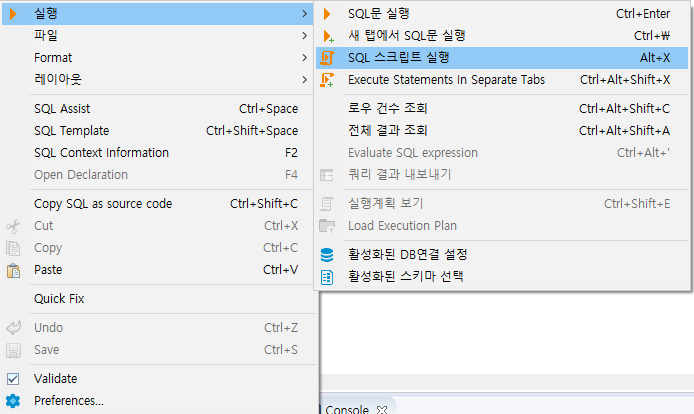 실행
파일
Format
레이아웃
SQL Assist Ctrl+Space
SQL Template Ctrl+Shift+Space
SQL Context Information F2
Open Declaration F4
Copy SQL as source code Ctrl+Shift+C
Cut Ctrl+X
Copy Ctrl+C
Paste Ctrl+V
Quick Fix
Undo Ctrl+Z
Save Ctrl+S
Validate
Preferences...
SQL문 실행 Ctrl+Enter
새 탭에서 SQL문 실행 Ctrl+₩
SQL 스크립트 실행 Alt+X
Execute Statements In Separate Tabs Ctrl+Alt+Shift+X
로우 건수 조회 Ctrl+Alt+Shift+C
전체 결과 조회 Ctrl+Alt+Shift+A
Evaluate SQL expression Ctrl+Alt+'
쿼리 결과 내보내기
실행계획 보기 Ctrl+Shift+E
Load Execution Plan
활성화된 DB연결 설정
활성화된 스키마 선택
Console